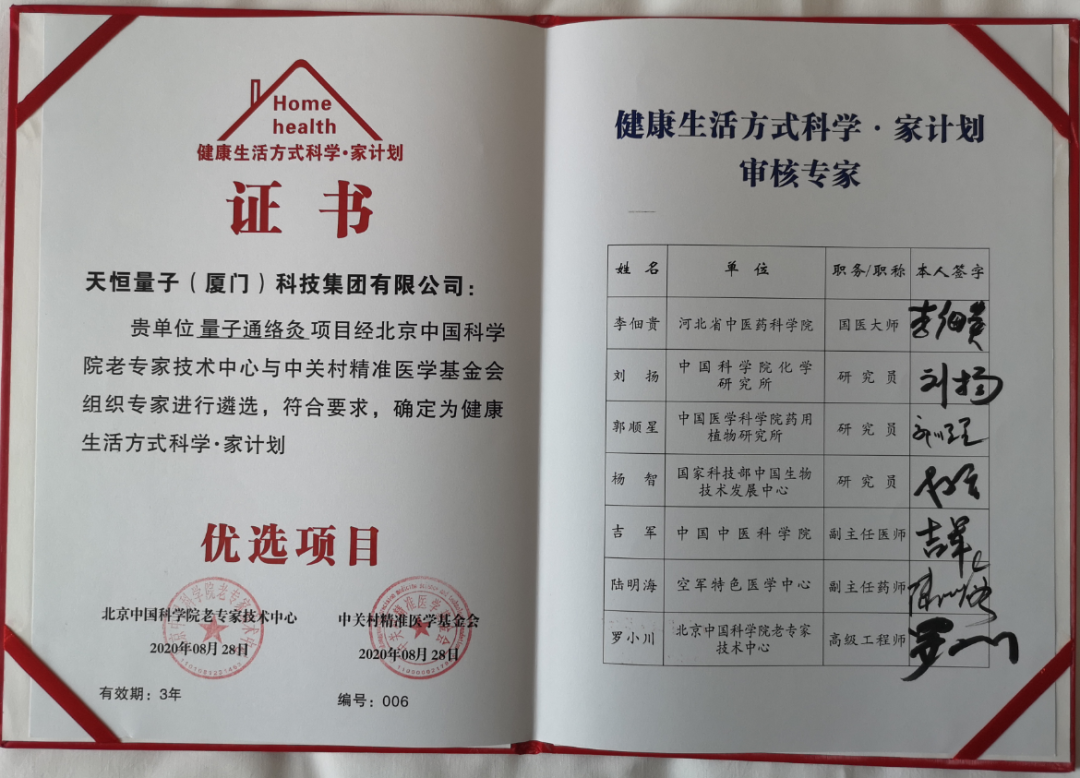 Home
health
健康生活方式科学·家计划
证 书
天恒量子（厦门）科技集团有限公司：
贵单位 量子通络灸 项目经北京中国科学
院老专家技术中心与中关村精准医学基金会
组织专家进行遴选，符合要求，确定为健康
生活方式科学·家计划
优选项目
北京中国科学院老专家技术中心
2020年08月28日
中关村精准医学基金会
2020年08月28日
有效期：3年
编号：006
健康生活方式科学·家计划
审核专家
姓 名 单 位 职务/职称 本人签字
李佃贵 河北省中医药科学院 国医大师 李佃贵
刘 扬 中国科学院化学
研究所 研究员 刘扬
郭顺星 中国医学科学院药用
植物研究所 研究员
杨 智 国家科技部中国生物
技术发展中心 研究员
吉 军 中国中医科学院 副主任医师 吉军
陆明海 空军特色医学中心 副主任药师
罗小川 北京中国科学院老专家
技术中心 高级工程师